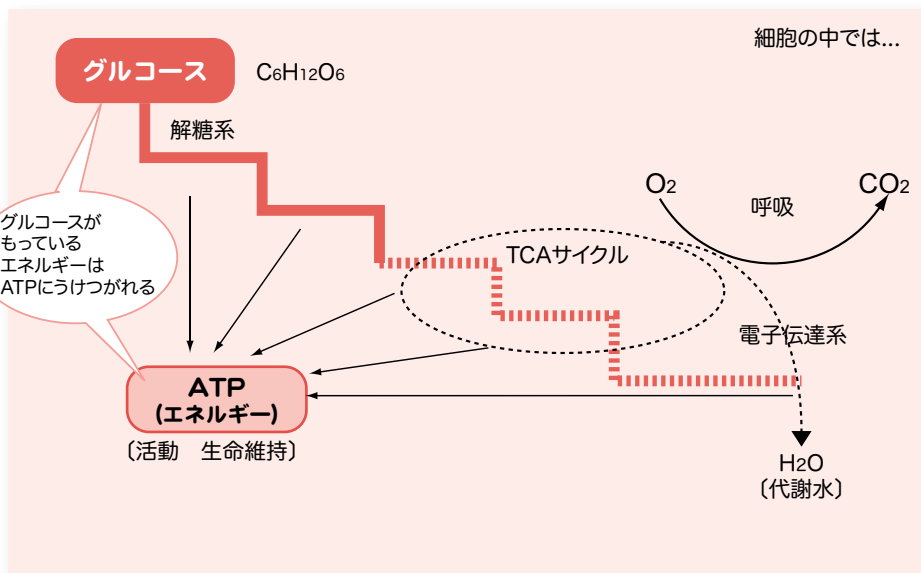 細胞の中では...
グルコース
C6H12O6
解糖系
O2
CO2
呼吸
グルコースが
もっている
エネルギーは
ATPにうけつがれる
TCAサイクル
電子伝達系
ATP
(エネルギー)
〔活動　生命維持〕
H2O
〔代謝水〕